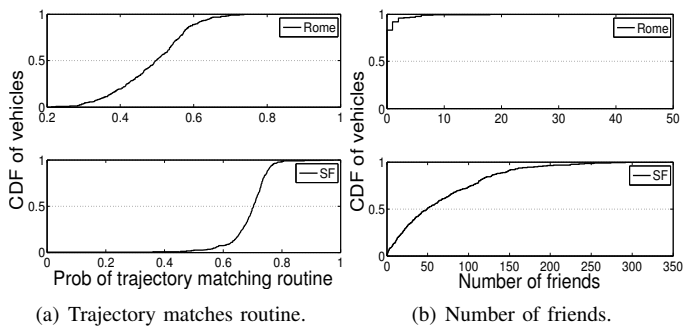 1
0.5
0
0.2 0.4 0.6 0.8 1
Rome
1
0.5
0
0 0.2 0.4 0.6 0.8 1
SF
CDF of vehicles
Prob of trajectory matching routine
(a) Trajectory matches routine.
1
0.5
0
0 10 20 30 40 50
Rome
1
0.5
0
0 50 100 150 200 250 300 350
SF
CDF of vehicles
Number of friends
(b) Number of friends.